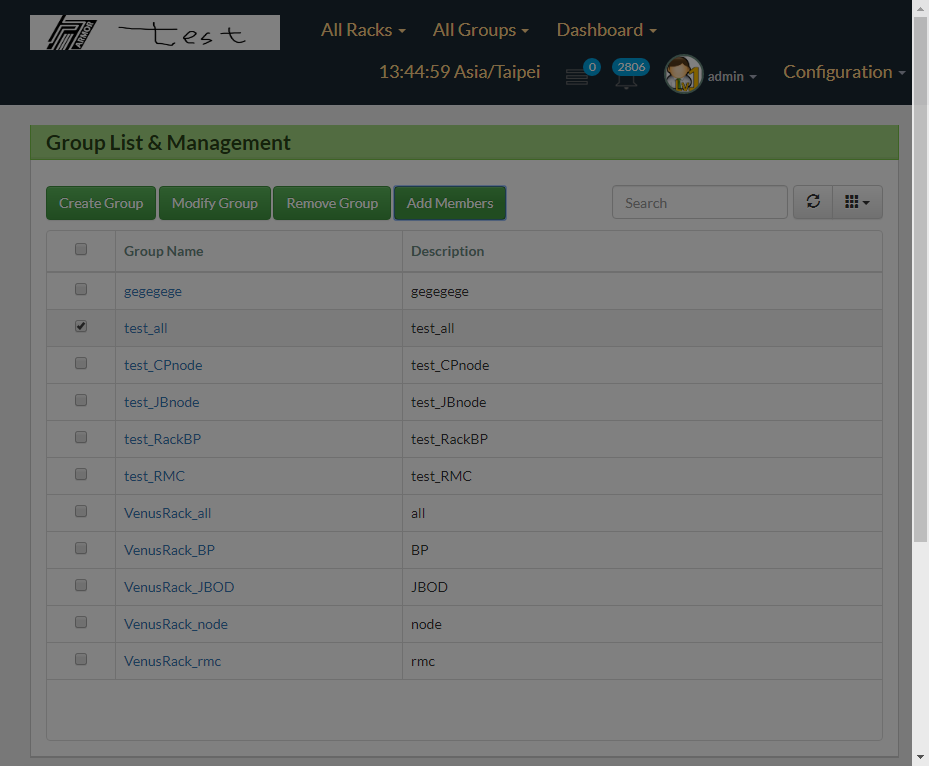 ARMOR test
All Racks All Groups Dashboard
13:44:59 Asia/Taipei 0 2806 admin Configuration
Group List & Management
Create Group Modify Group Remove Group Add Members Search
Group Name Description
gegegege gegegege
test_all test_all
test_CPnode test_CPnode
test_JBnode test_JBnode
test_RackBP test_RackBP
test_RMC test_RMC
VenusRack_all all
VenusRack_BP BP
VenusRack_JBOD JBOD
VenusRack_node node
VenusRack_rmc rmc